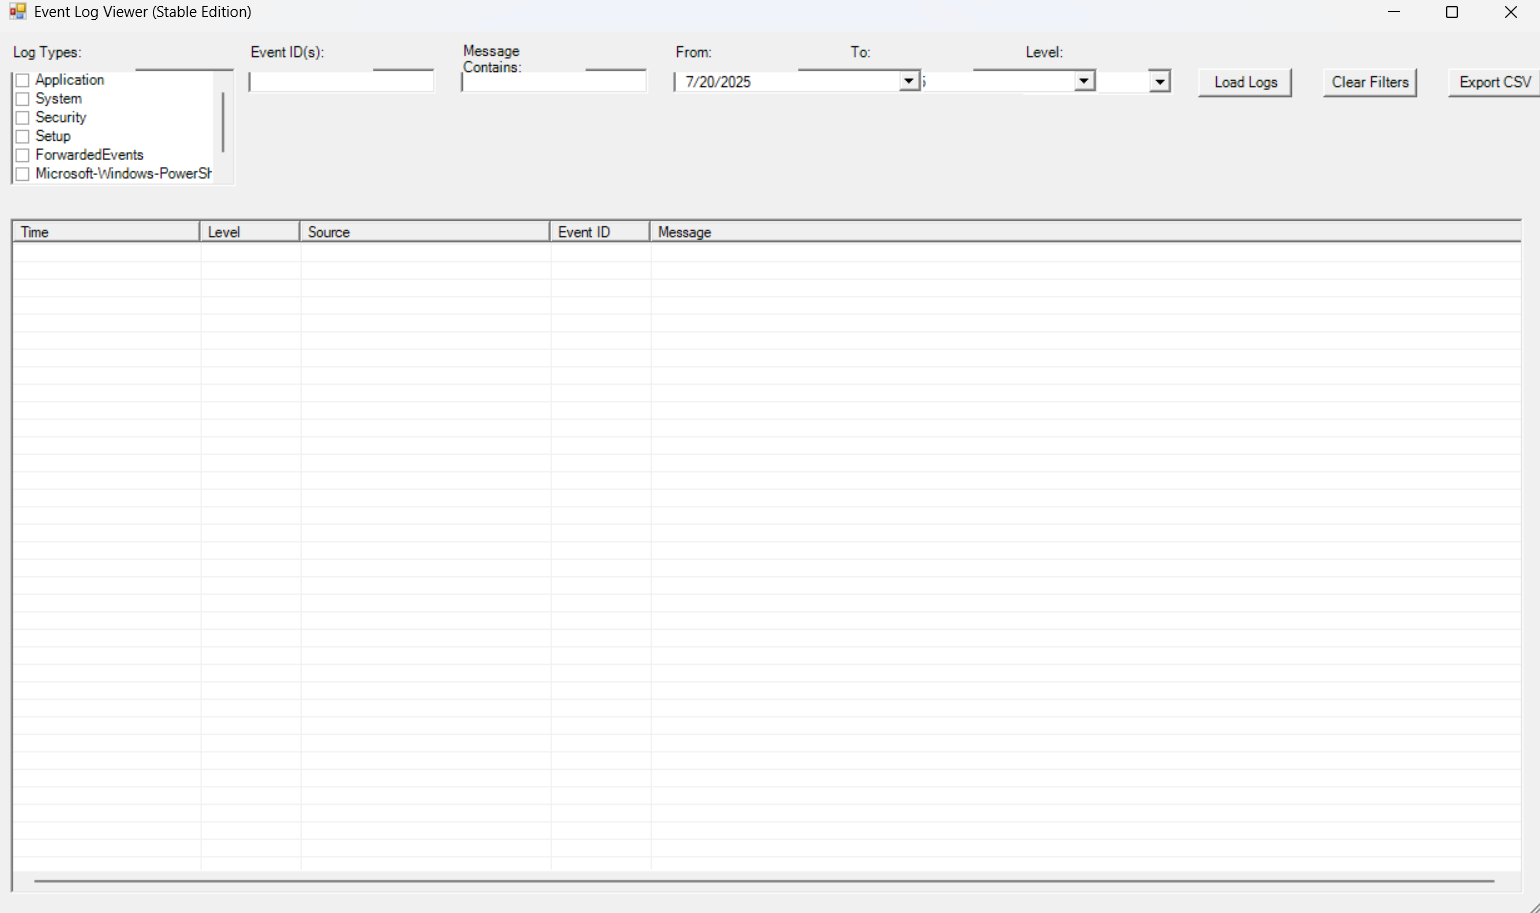 Event Log Viewer (Stable Edition)
Log Types:
Event ID(s):
Message
Contains:
From:
To:
Level:
Application
System
Security
Setup
ForwardedEvents
Microsoft-Windows-PowerSh
7/20/2025
Load Logs
Clear Filters
Export CSV
Time Level Source Event ID Message